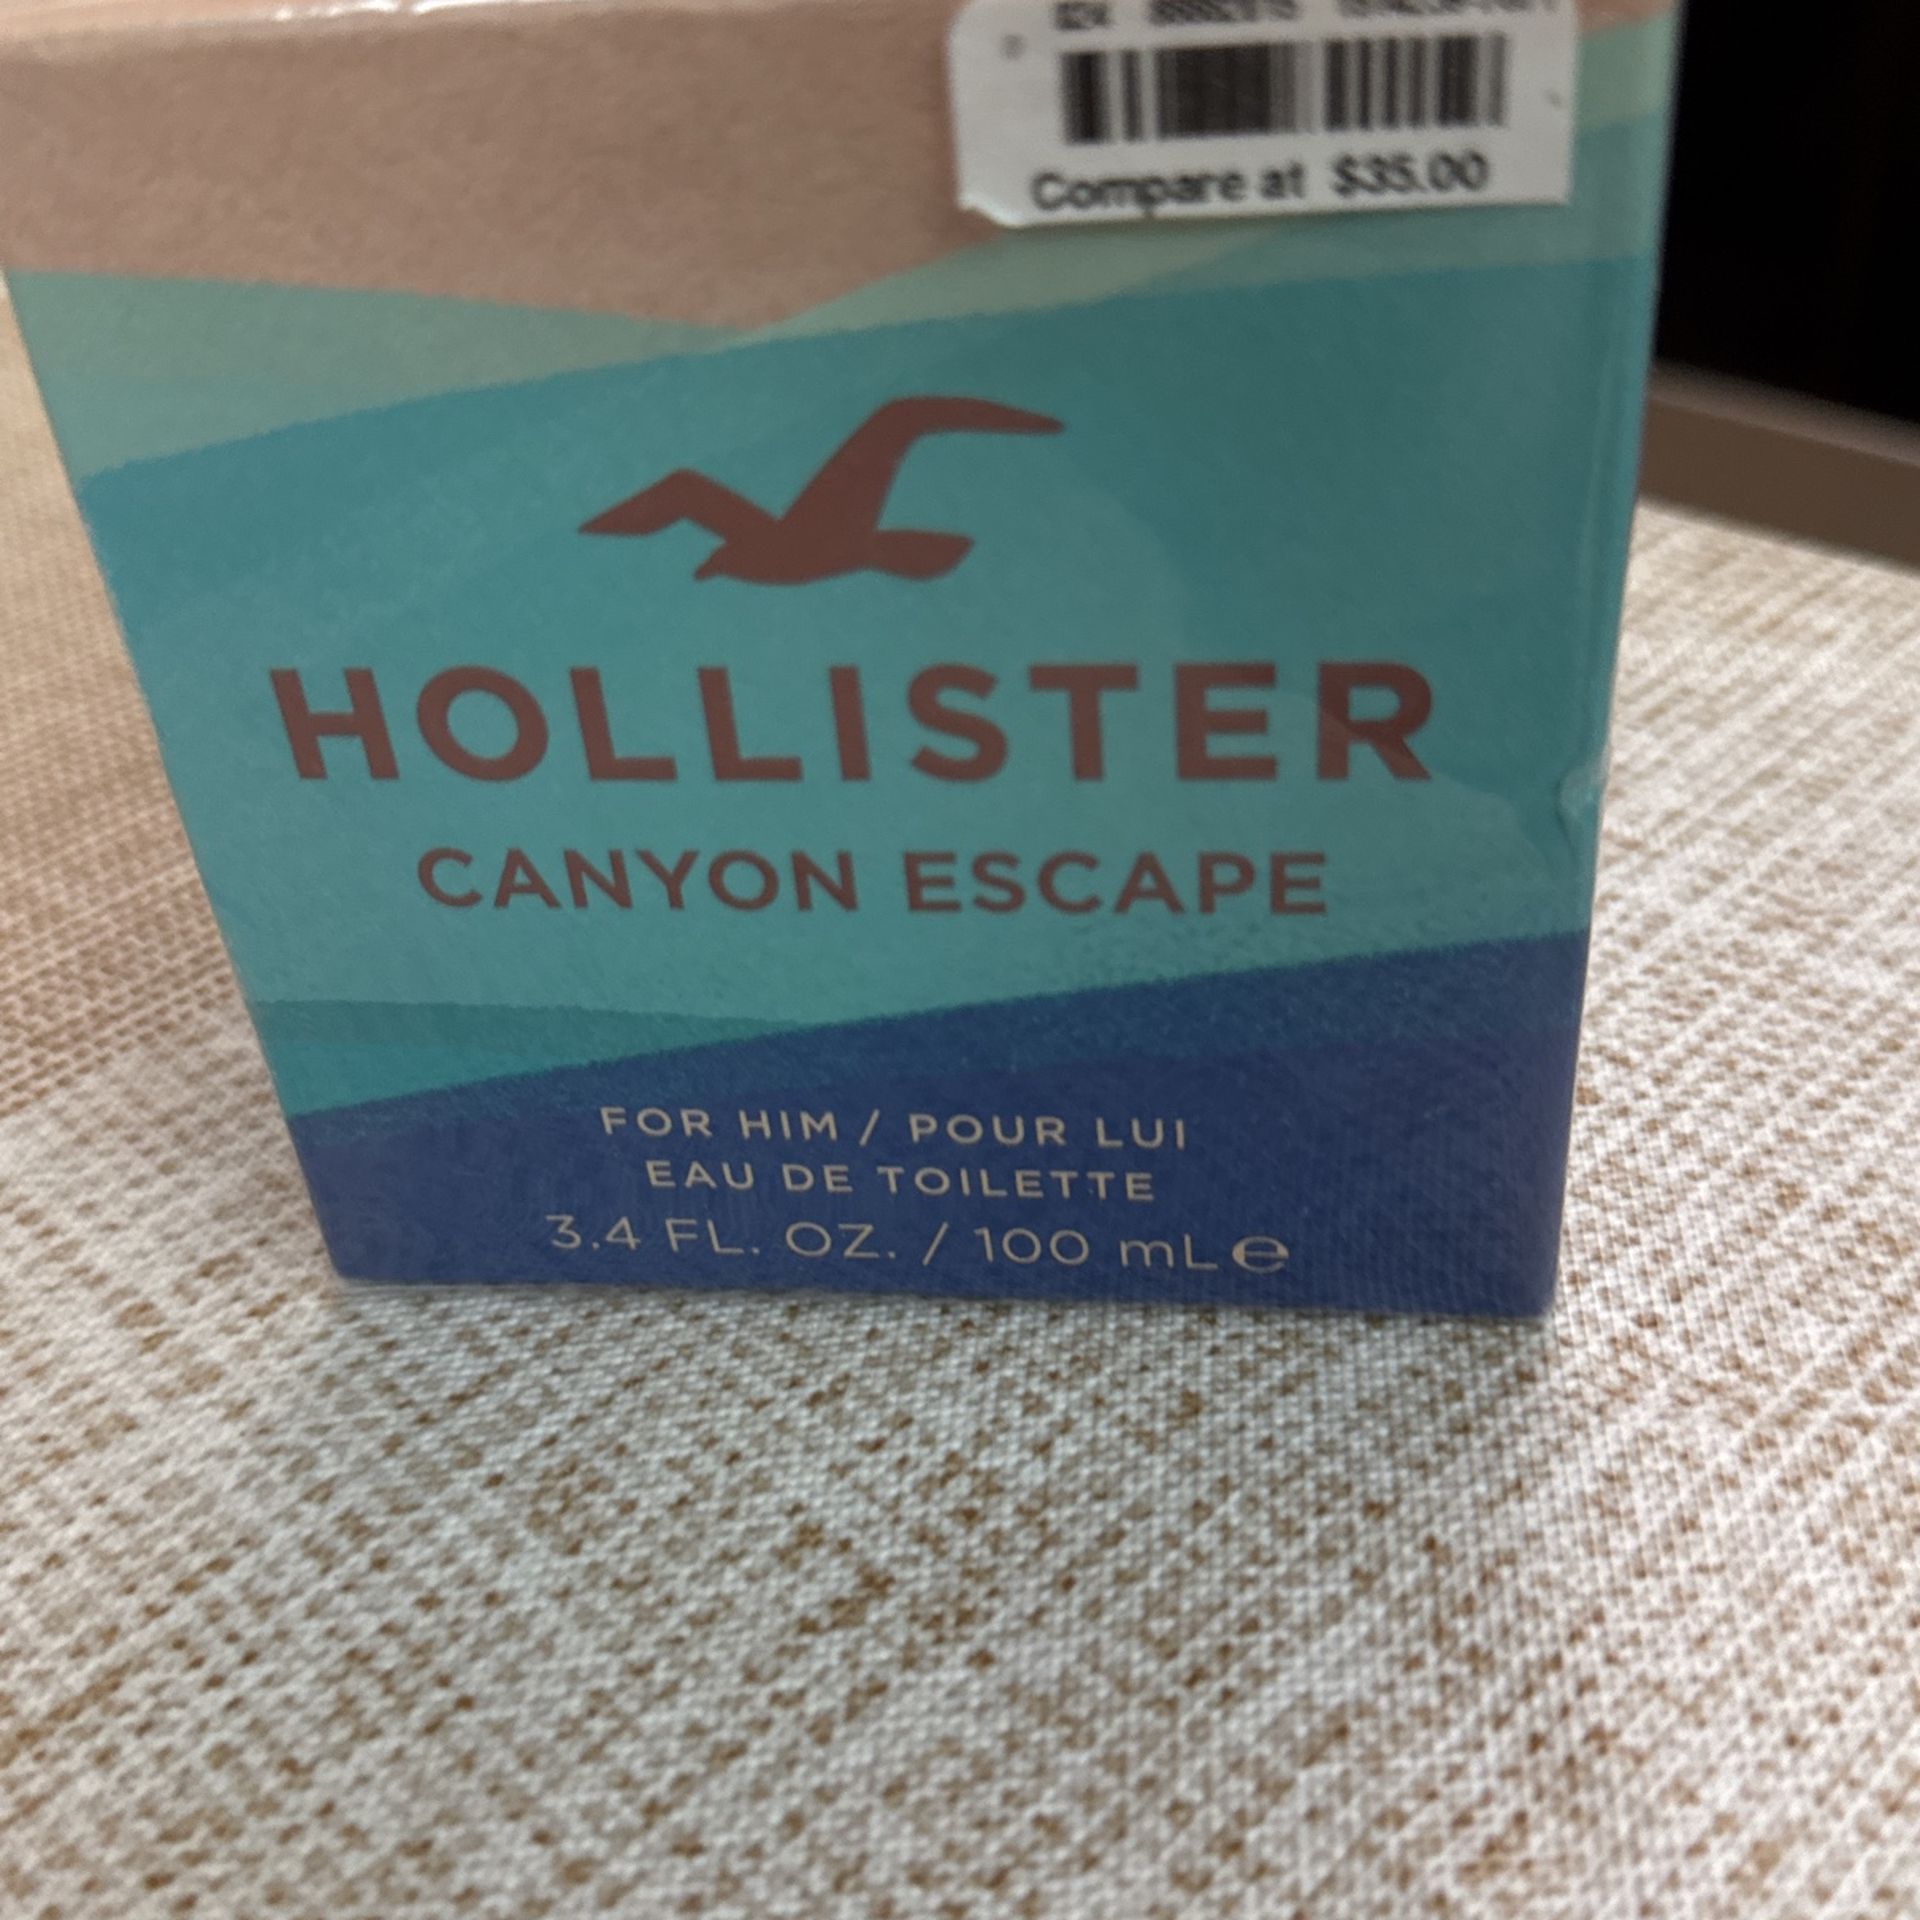 Compare at $35.00
HOLLISTER
CANYON ESCAPE
FOR HIM / POUR LUI
EAU DE TOILETTE
3.4 FL. OZ. / 100 mL ℮